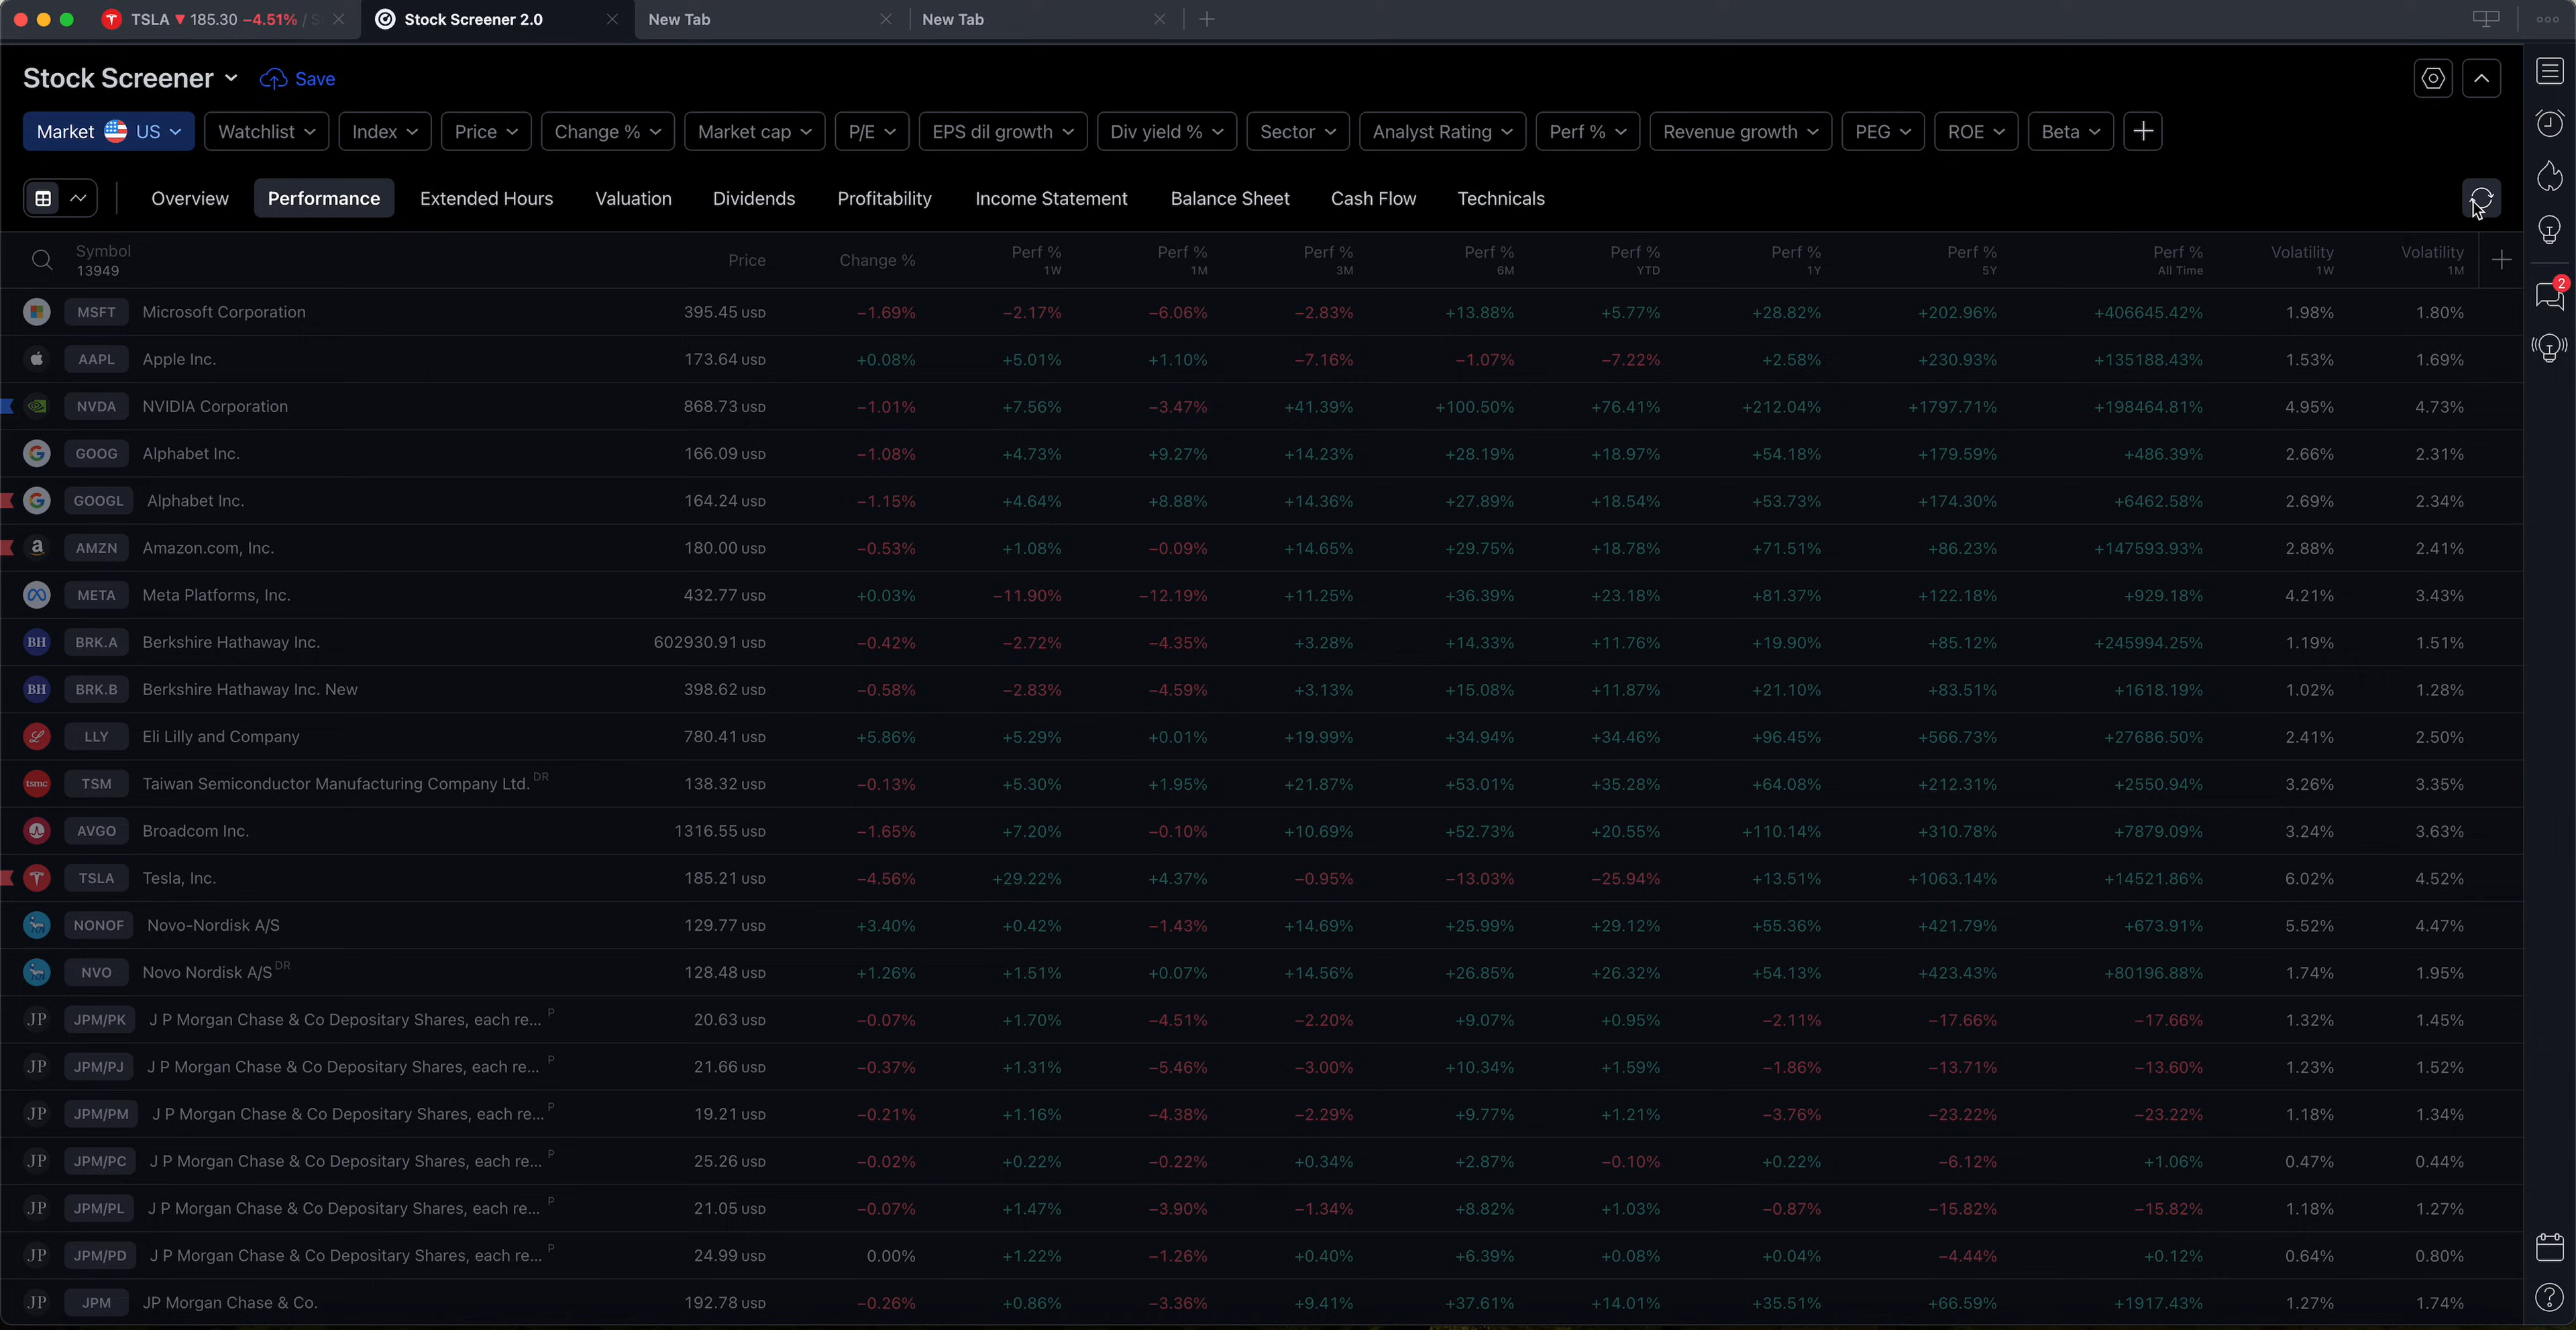 TSLA ▼ 185.30 −4.51% / S
Stock Screener 2.0
New Tab
New Tab
Stock Screener
Save
Market US
Watchlist
Index
Price
Change %
Market cap
P/E
EPS dil growth
Div yield %
Sector
Analyst Rating
Perf %
Revenue growth
PEG
ROE
Beta
Overview
Performance
Extended Hours
Valuation
Dividends
Profitability
Income Statement
Balance Sheet
Cash Flow
Technicals
2
Symbol Price Change % Perf % Perf % Perf % Perf % Perf % Perf % Perf % Perf % Volatility Volatility
13949 1W 1M 3M 6M YTD 1Y 5Y All Time 1W 1M
MSFT Microsoft Corporation 395.45 USD −1.69% −2.17% −6.06% −2.83% +13.88% +5.77% +28.82% +202.96% +406645.42% 1.98% 1.80%
AAPL Apple Inc. 173.64 USD +0.08% +5.01% +1.10% −7.16% −1.07% −7.22% +2.58% +230.93% +135188.43% 1.53% 1.69%
NVDA NVIDIA Corporation 868.73 USD −1.01% +7.56% −3.47% +41.39% +100.50% +76.41% +212.04% +1797.71% +198464.81% 4.95% 4.73%
GOOG Alphabet Inc. 166.09 USD −1.08% +4.73% +9.27% +14.23% +28.19% +18.97% +54.18% +179.59% +486.39% 2.66% 2.31%
GOOGL Alphabet Inc. 164.24 USD −1.15% +4.64% +8.88% +14.36% +27.89% +18.54% +53.73% +174.30% +6462.58% 2.69% 2.34%
a AMZN Amazon.com, Inc. 180.00 USD −0.53% +1.08% −0.09% +14.65% +29.75% +18.78% +71.51% +86.23% +147593.93% 2.88% 2.41%
META Meta Platforms, Inc. 432.77 USD +0.03% −11.90% −12.19% +11.25% +36.39% +23.18% +81.37% +122.18% +929.18% 4.21% 3.43%
BH BRK.A Berkshire Hathaway Inc. 602930.91 USD −0.42% −2.72% −4.35% +3.28% +14.33% +11.76% +19.90% +85.12% +245994.25% 1.19% 1.51%
BH BRK.B Berkshire Hathaway Inc. New 398.62 USD −0.58% −2.83% −4.59% +3.13% +15.08% +11.87% +21.10% +83.51% +1618.19% 1.02% 1.28%
LLY Eli Lilly and Company 780.41 USD +5.86% +5.29% +0.01% +19.99% +34.94% +34.46% +96.45% +566.73% +27686.50% 2.41% 2.50%
tsmc TSM Taiwan Semiconductor Manufacturing Company Ltd. DR 138.32 USD −0.13% +5.30% +1.95% +21.87% +53.01% +35.28% +64.08% +212.31% +2550.94% 3.26% 3.35%
AVGO Broadcom Inc. 1316.55 USD −1.65% +7.20% −0.10% +10.69% +52.73% +20.55% +110.14% +310.78% +7879.09% 3.24% 3.63%
TSLA Tesla, Inc. 185.21 USD −4.56% +29.22% +4.37% −0.95% −13.03% −25.94% +13.51% +1063.14% +14521.86% 6.02% 4.52%
NONOF Novo-Nordisk A/S 129.77 USD +3.40% +0.42% −1.43% +14.69% +25.99% +29.12% +55.36% +421.79% +673.91% 5.52% 4.47%
NVO Novo Nordisk A/S DR 128.48 USD +1.26% +1.51% +0.07% +14.56% +26.85% +26.32% +54.13% +423.43% +80196.88% 1.74% 1.95%
JP JPM/PK J P Morgan Chase & Co Depositary Shares, each re... P 20.63 USD −0.07% +1.70% −4.51% −2.20% +9.07% +0.95% −2.11% −17.66% −17.66% 1.32% 1.45%
JP JPM/PJ J P Morgan Chase & Co Depositary Shares, each re... P 21.66 USD −0.37% +1.31% −5.46% −3.00% +10.34% +1.59% −1.86% −13.71% −13.60% 1.23% 1.52%
JP JPM/PM J P Morgan Chase & Co Depositary Shares, each re... P 19.21 USD −0.21% +1.16% −4.38% −2.29% +9.77% +1.21% −3.76% −23.22% −23.22% 1.18% 1.34%
JP JPM/PC J P Morgan Chase & Co Depositary Shares, each re... P 25.26 USD −0.02% +0.22% −0.22% +0.34% +2.87% −0.10% +0.22% −6.12% +1.06% 0.47% 0.44%
JP JPM/PL J P Morgan Chase & Co Depositary Shares, each re... P 21.05 USD −0.07% +1.47% −3.90% −1.34% +8.82% +1.03% −0.87% −15.82% −15.82% 1.18% 1.27%
JP JPM/PD J P Morgan Chase & Co Depositary Shares, each re... P 24.99 USD 0.00% +1.22% −1.26% +0.40% +6.39% +0.08% +0.04% −4.44% +0.12% 0.64% 0.80%
JP JPM JP Morgan Chase & Co. 192.78 USD −0.26% +0.86% −3.36% +9.41% +37.61% +14.01% +35.51% +66.59% +1917.43% 1.27% 1.74%